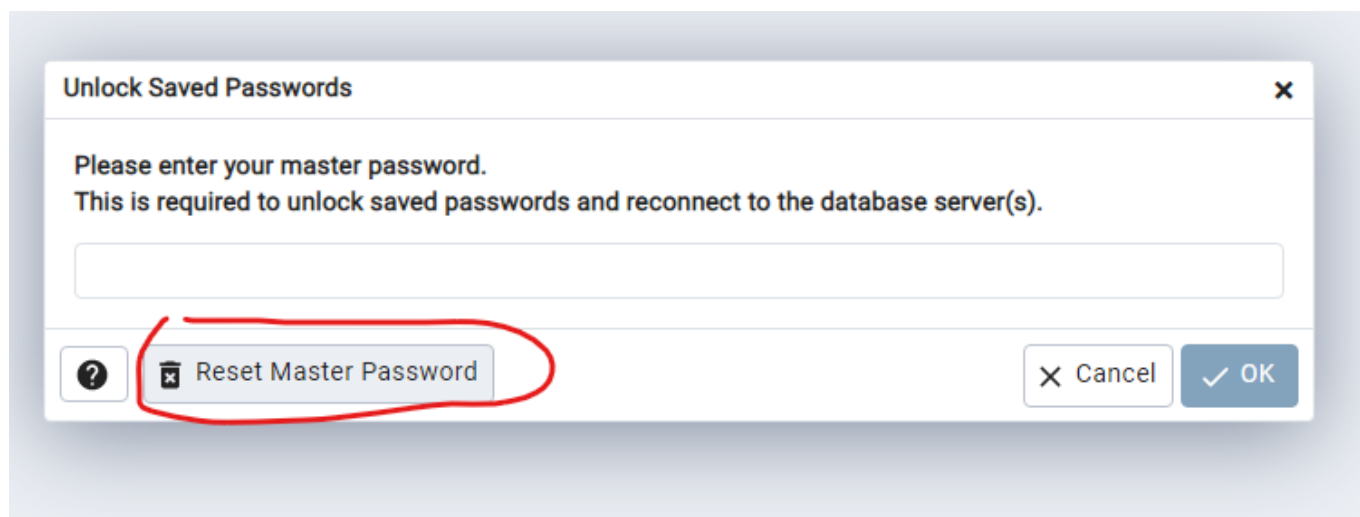 Unlock Saved Passwords
Please enter your master password.
This is required to unlock saved passwords and reconnect to the database server(s).
Reset Master Password Cancel OK